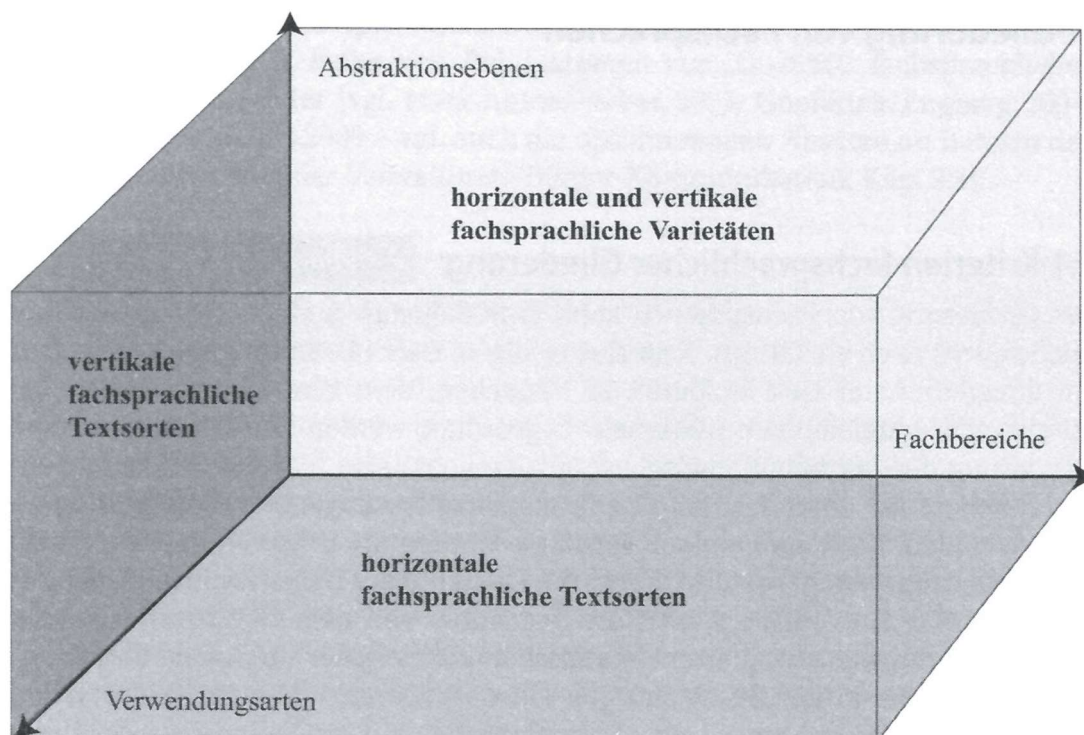 Abstraktionsebenen
horizontale und vertikale
fachsprachliche Varietäten
vertikale
fachsprachliche
Textsorten
Fachbereiche
horizontale
fachsprachliche Textsorten
Verwendungsarten